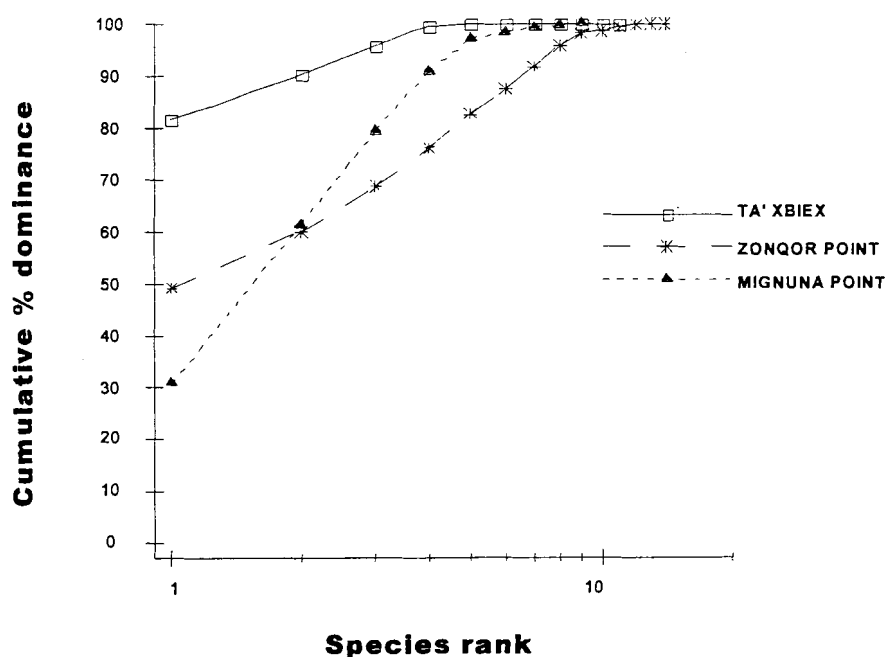 Cumulative % dominance
100
90
80
70
60
50
40
30
20
10
0
1
10
Species rank
TA' XBIEX
ZONQOR POINT
MIGNUNA POINT